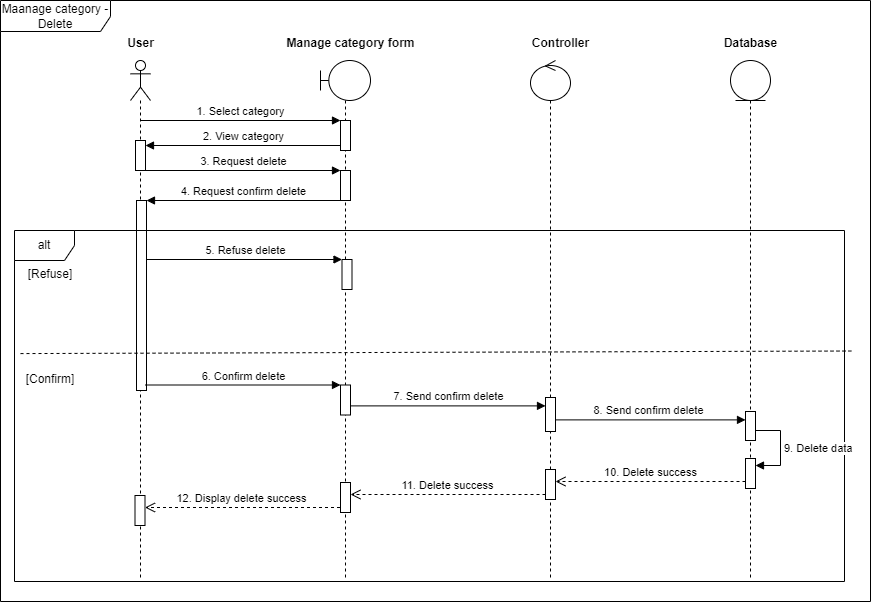 Maanage category -
Delete
User
Manage category form
Controller
Database
1. Select category
2. View category
3. Request delete
4. Request confirm delete
alt
5. Refuse delete
[Refuse]
[Confirm]
6. Confirm delete
7. Send confirm delete
8. Send confirm delete
9. Delete data
10. Delete success
11. Delete success
12. Display delete success